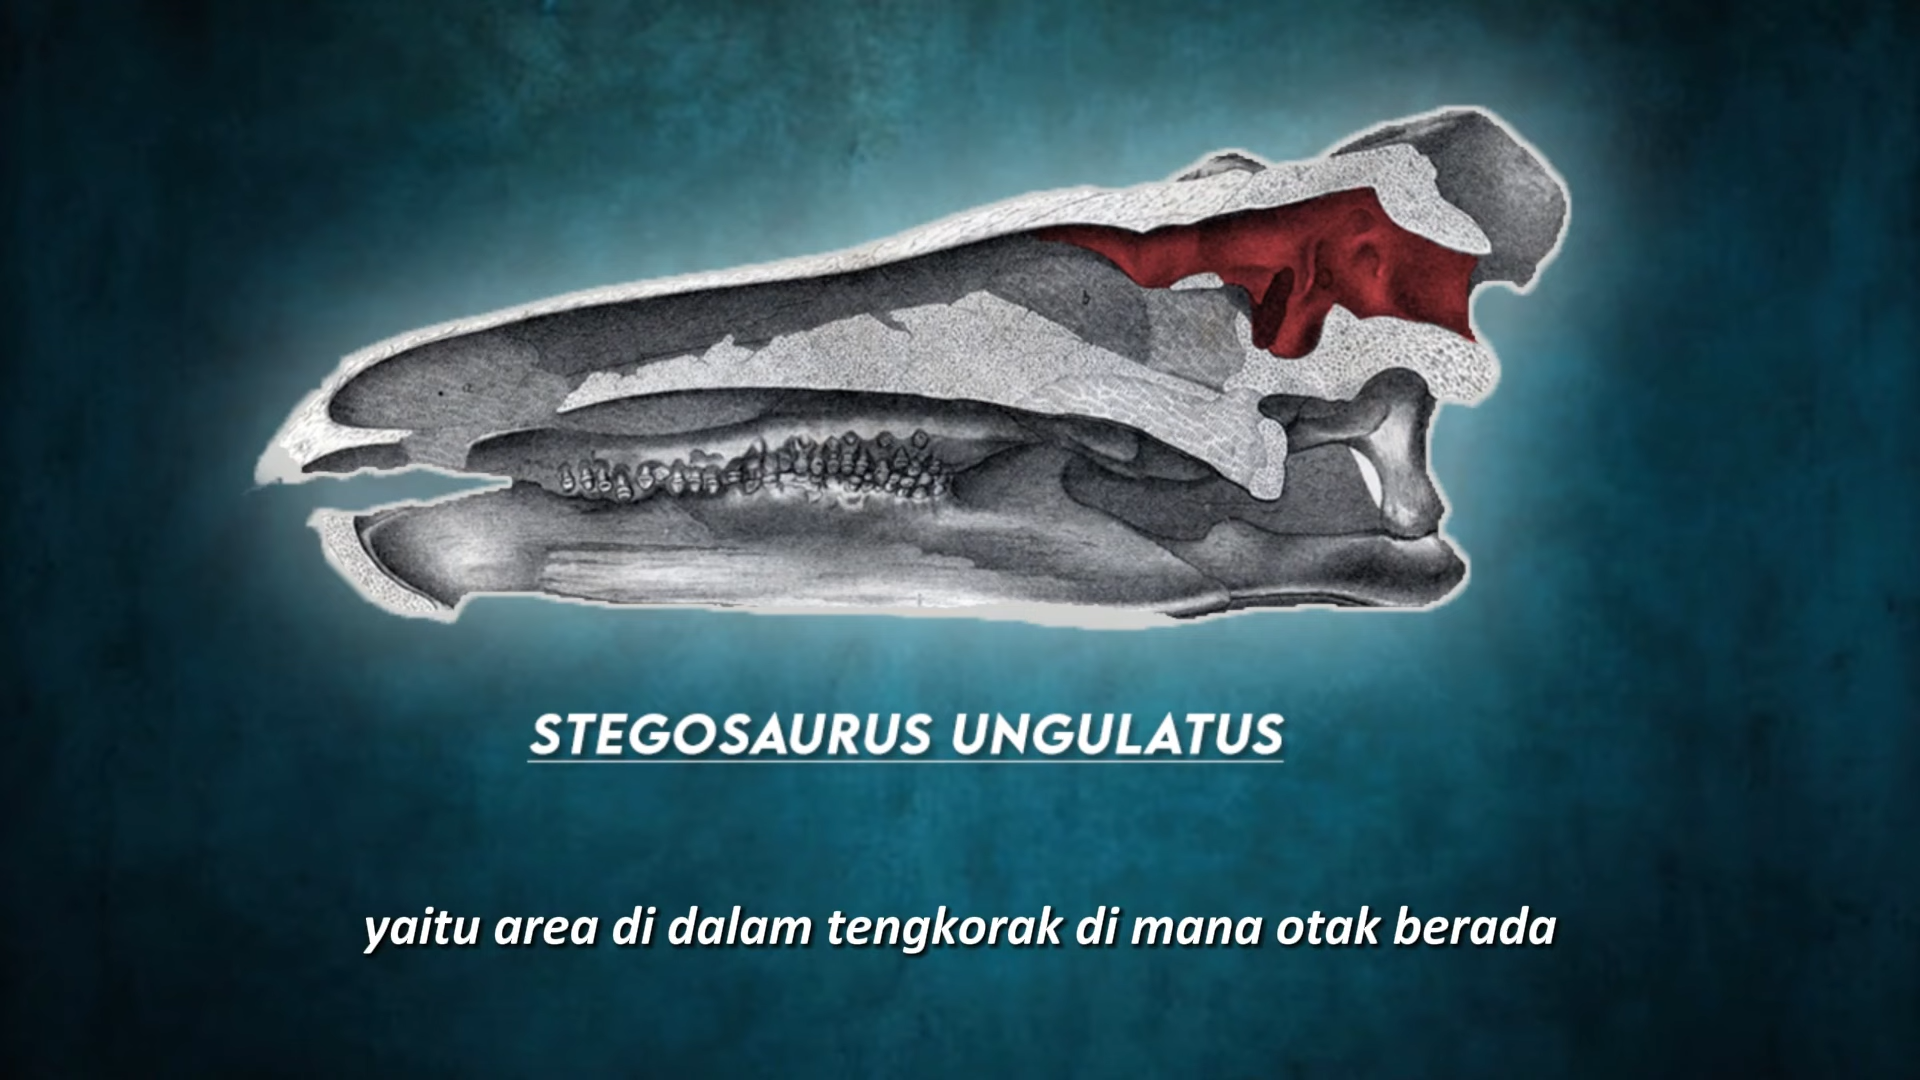 STEGOSAURUS UNGULATUS
yaitu area di dalam tengkorak di mana otak berada